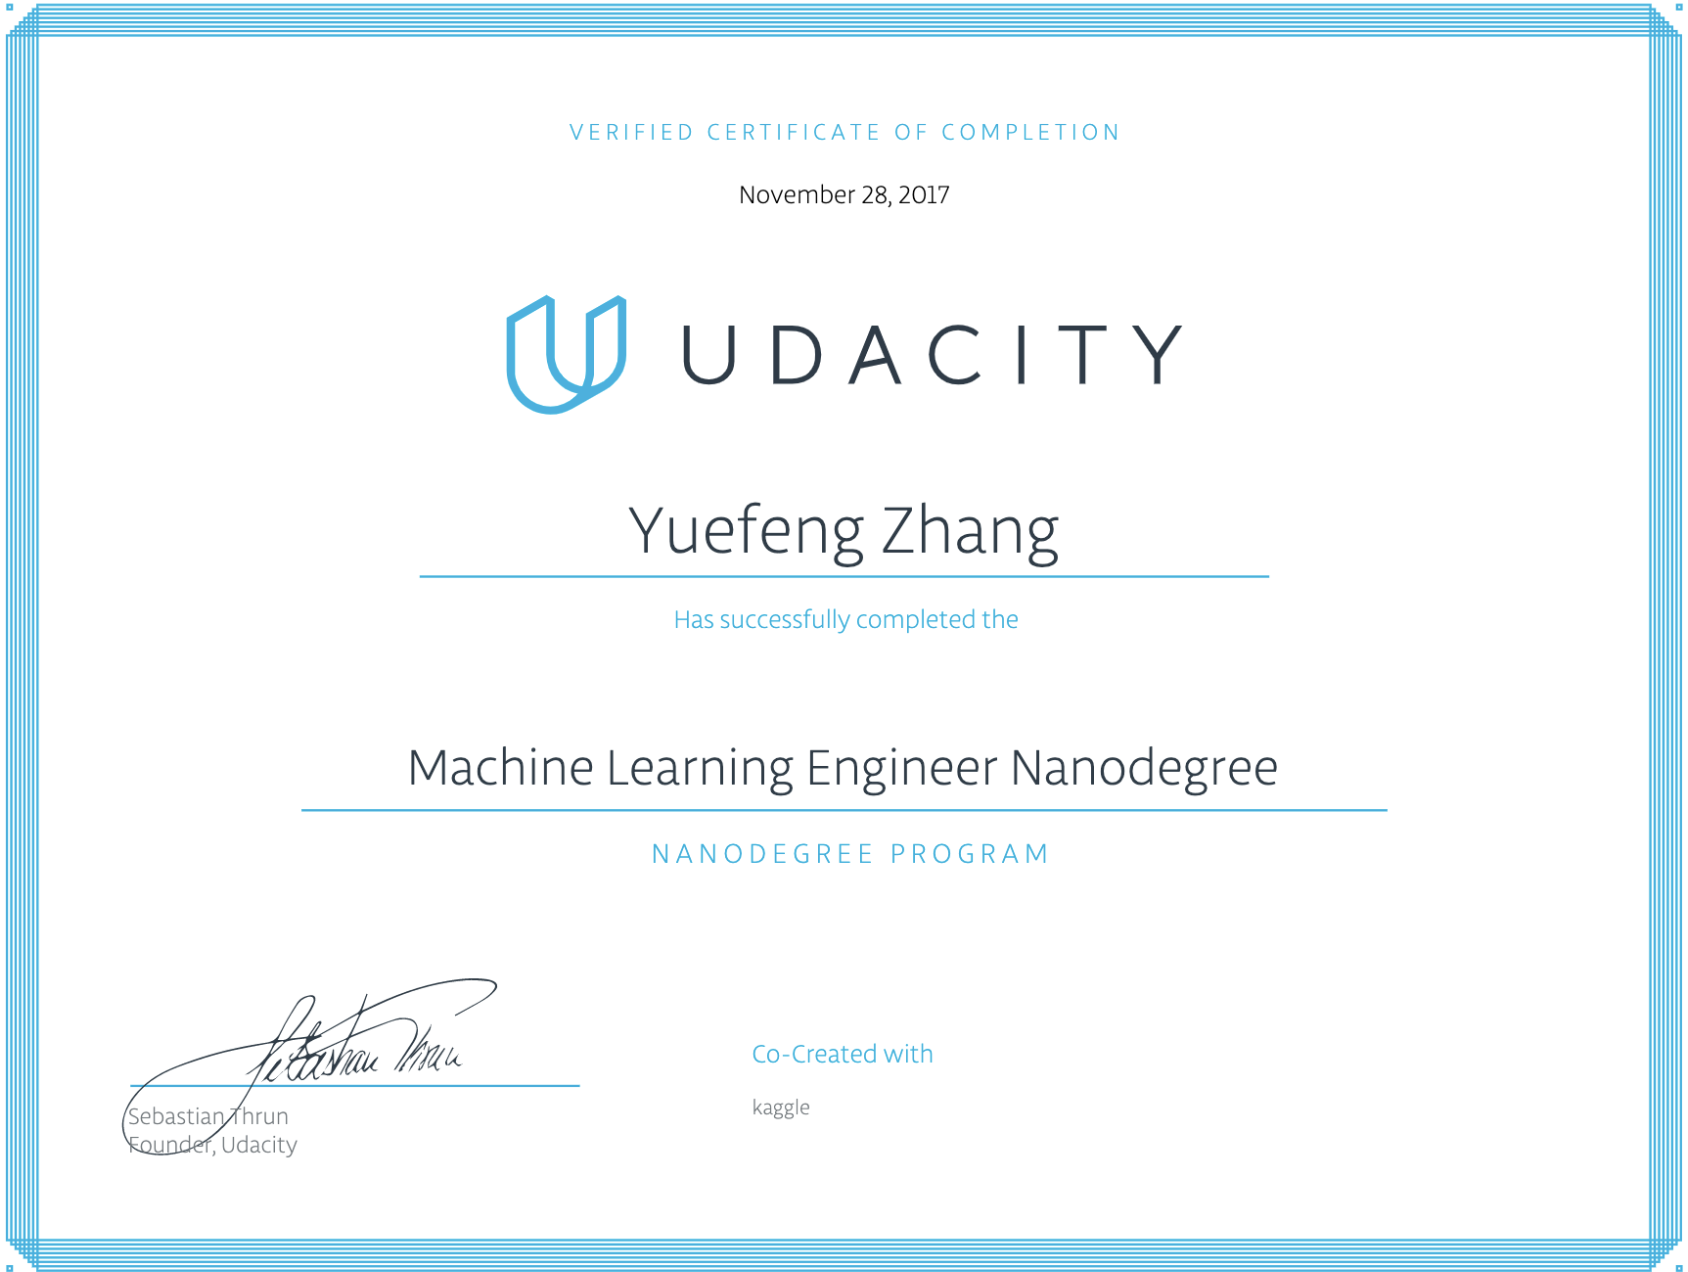 VERIFIED CERTIFICATE OF COMPLETION
November 28, 2017
UDACITY
Yuefeng Zhang
Has successfully completed the
Machine Learning Engineer Nanodegree
NANODEGREE PROGRAM
Sebastian Thrun
Co-Created with
kaggle
Sebastian Thrun
Founder, Udacity